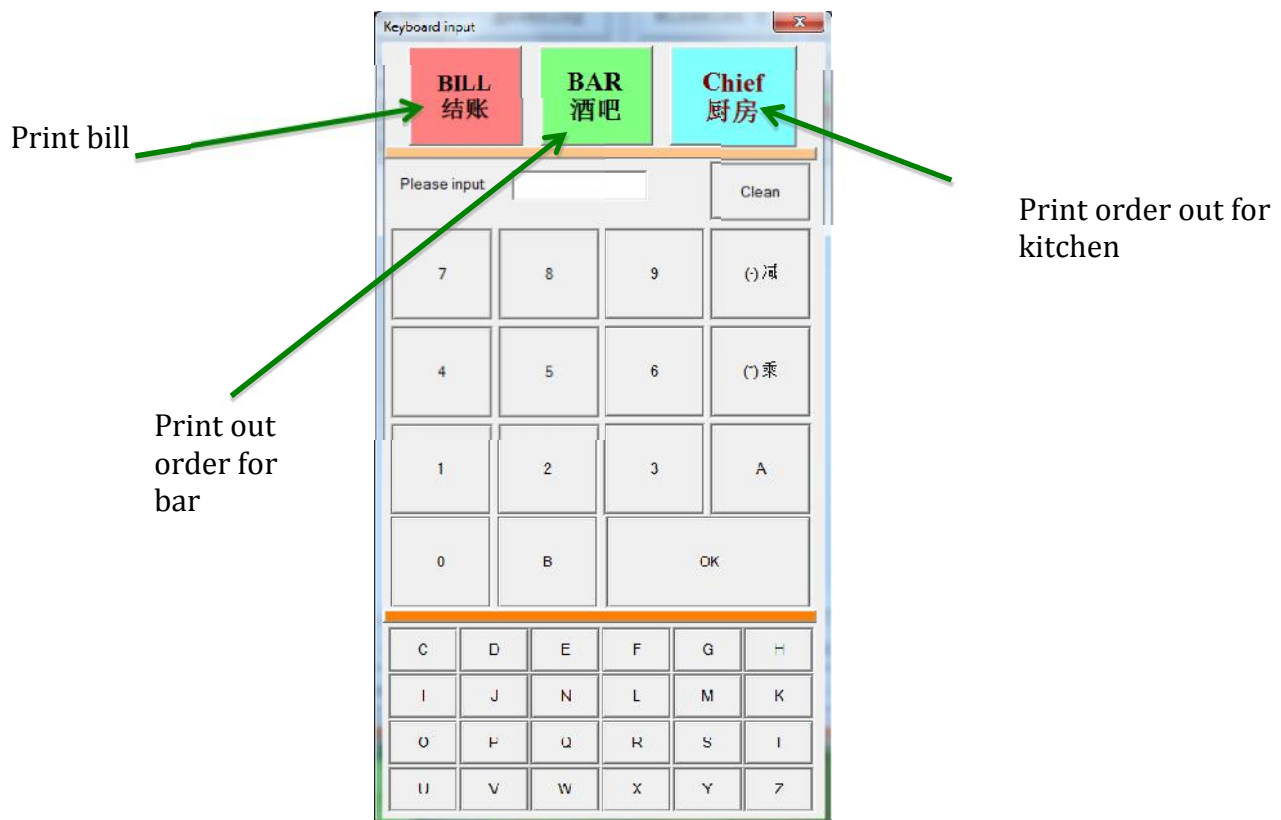 Keyboard input
BILL
结账
BAR
酒吧
Chief
厨房
Print bill
Please input
Clean
Print order out for
kitchen
7
8
9
(-) 减
4
5
6
(*) 乘
Print out
order for
bar
1
2
3
A
0
B
OK
C
D
E
F
G
H
I
J
N
L
M
K
O
P
Q
R
S
T
U
V
W
X
Y
Z